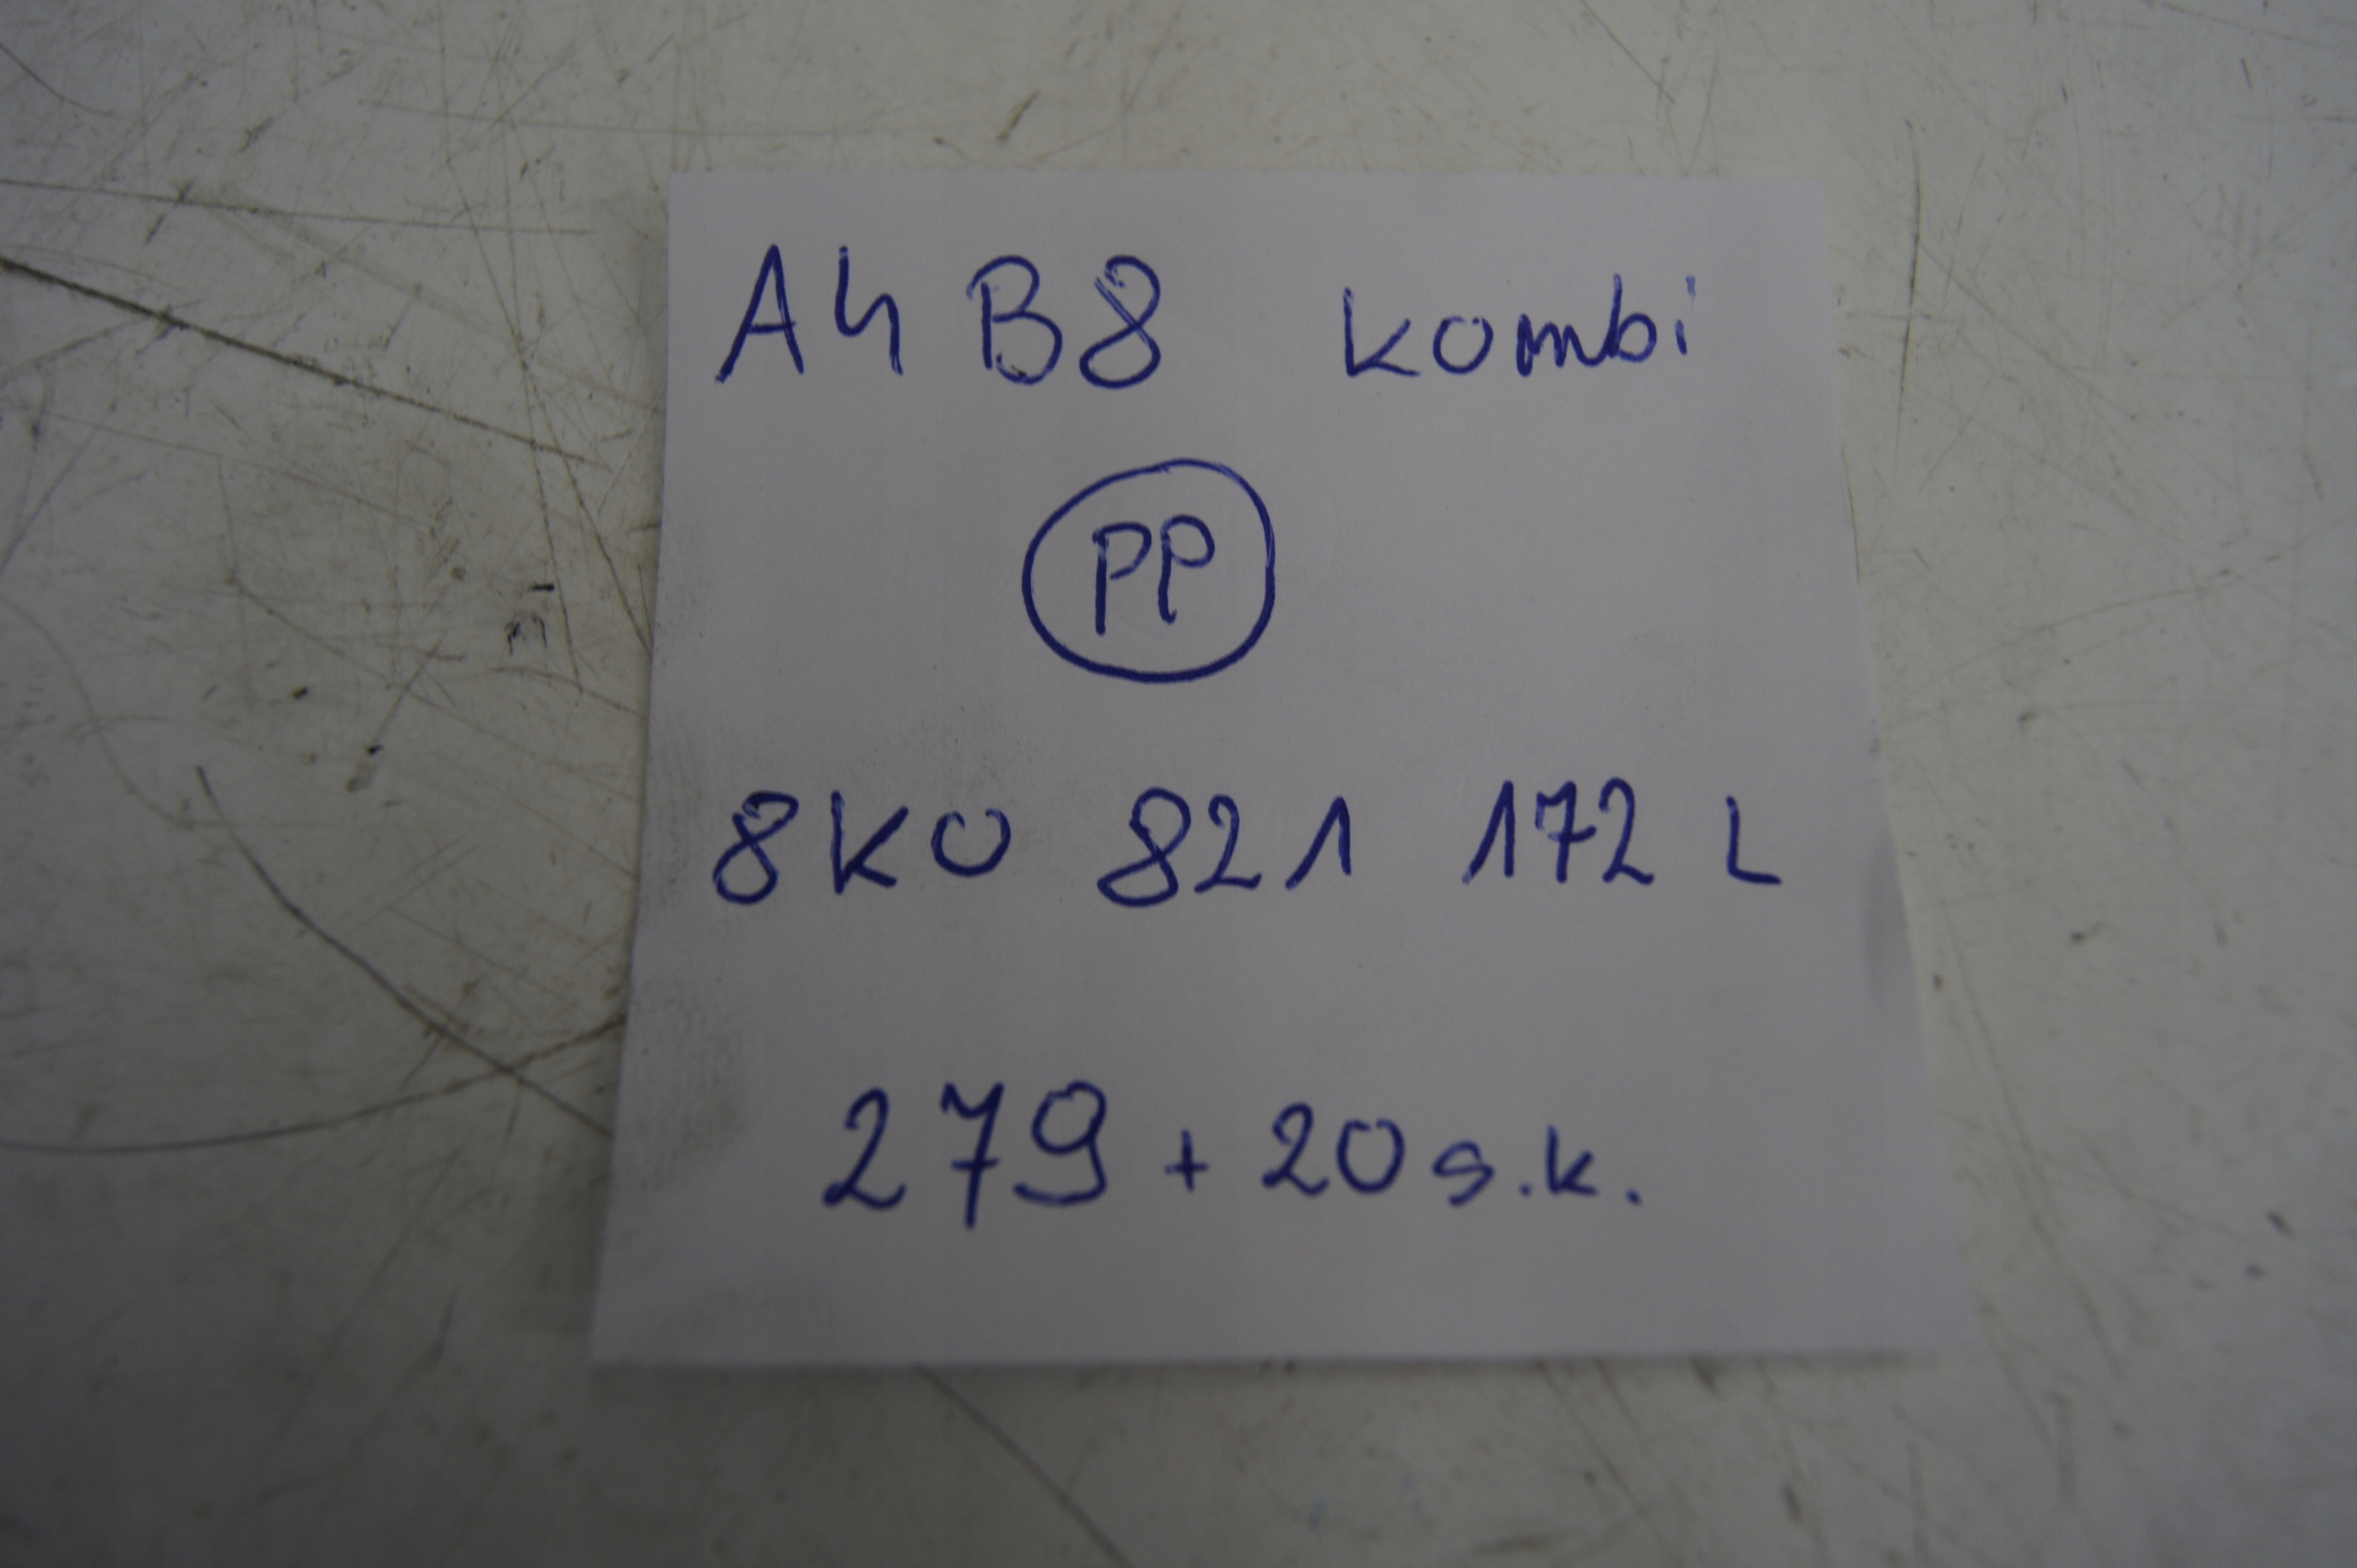 A4 B8 kombi
PP
8K0 821 172 L
279 + 20 s.k.